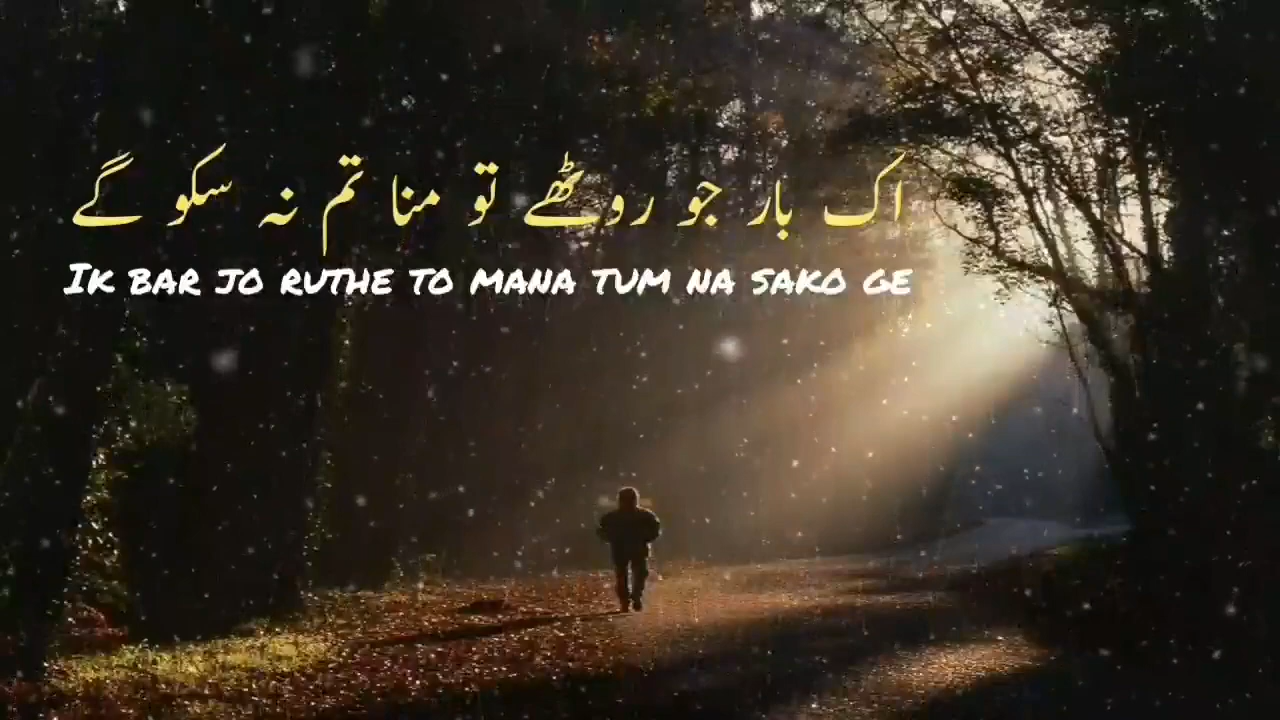 اک بار جو روٹھے تو منا تم نہ سکو گے
Ik bar jo ruthe to mana tum na sako ge